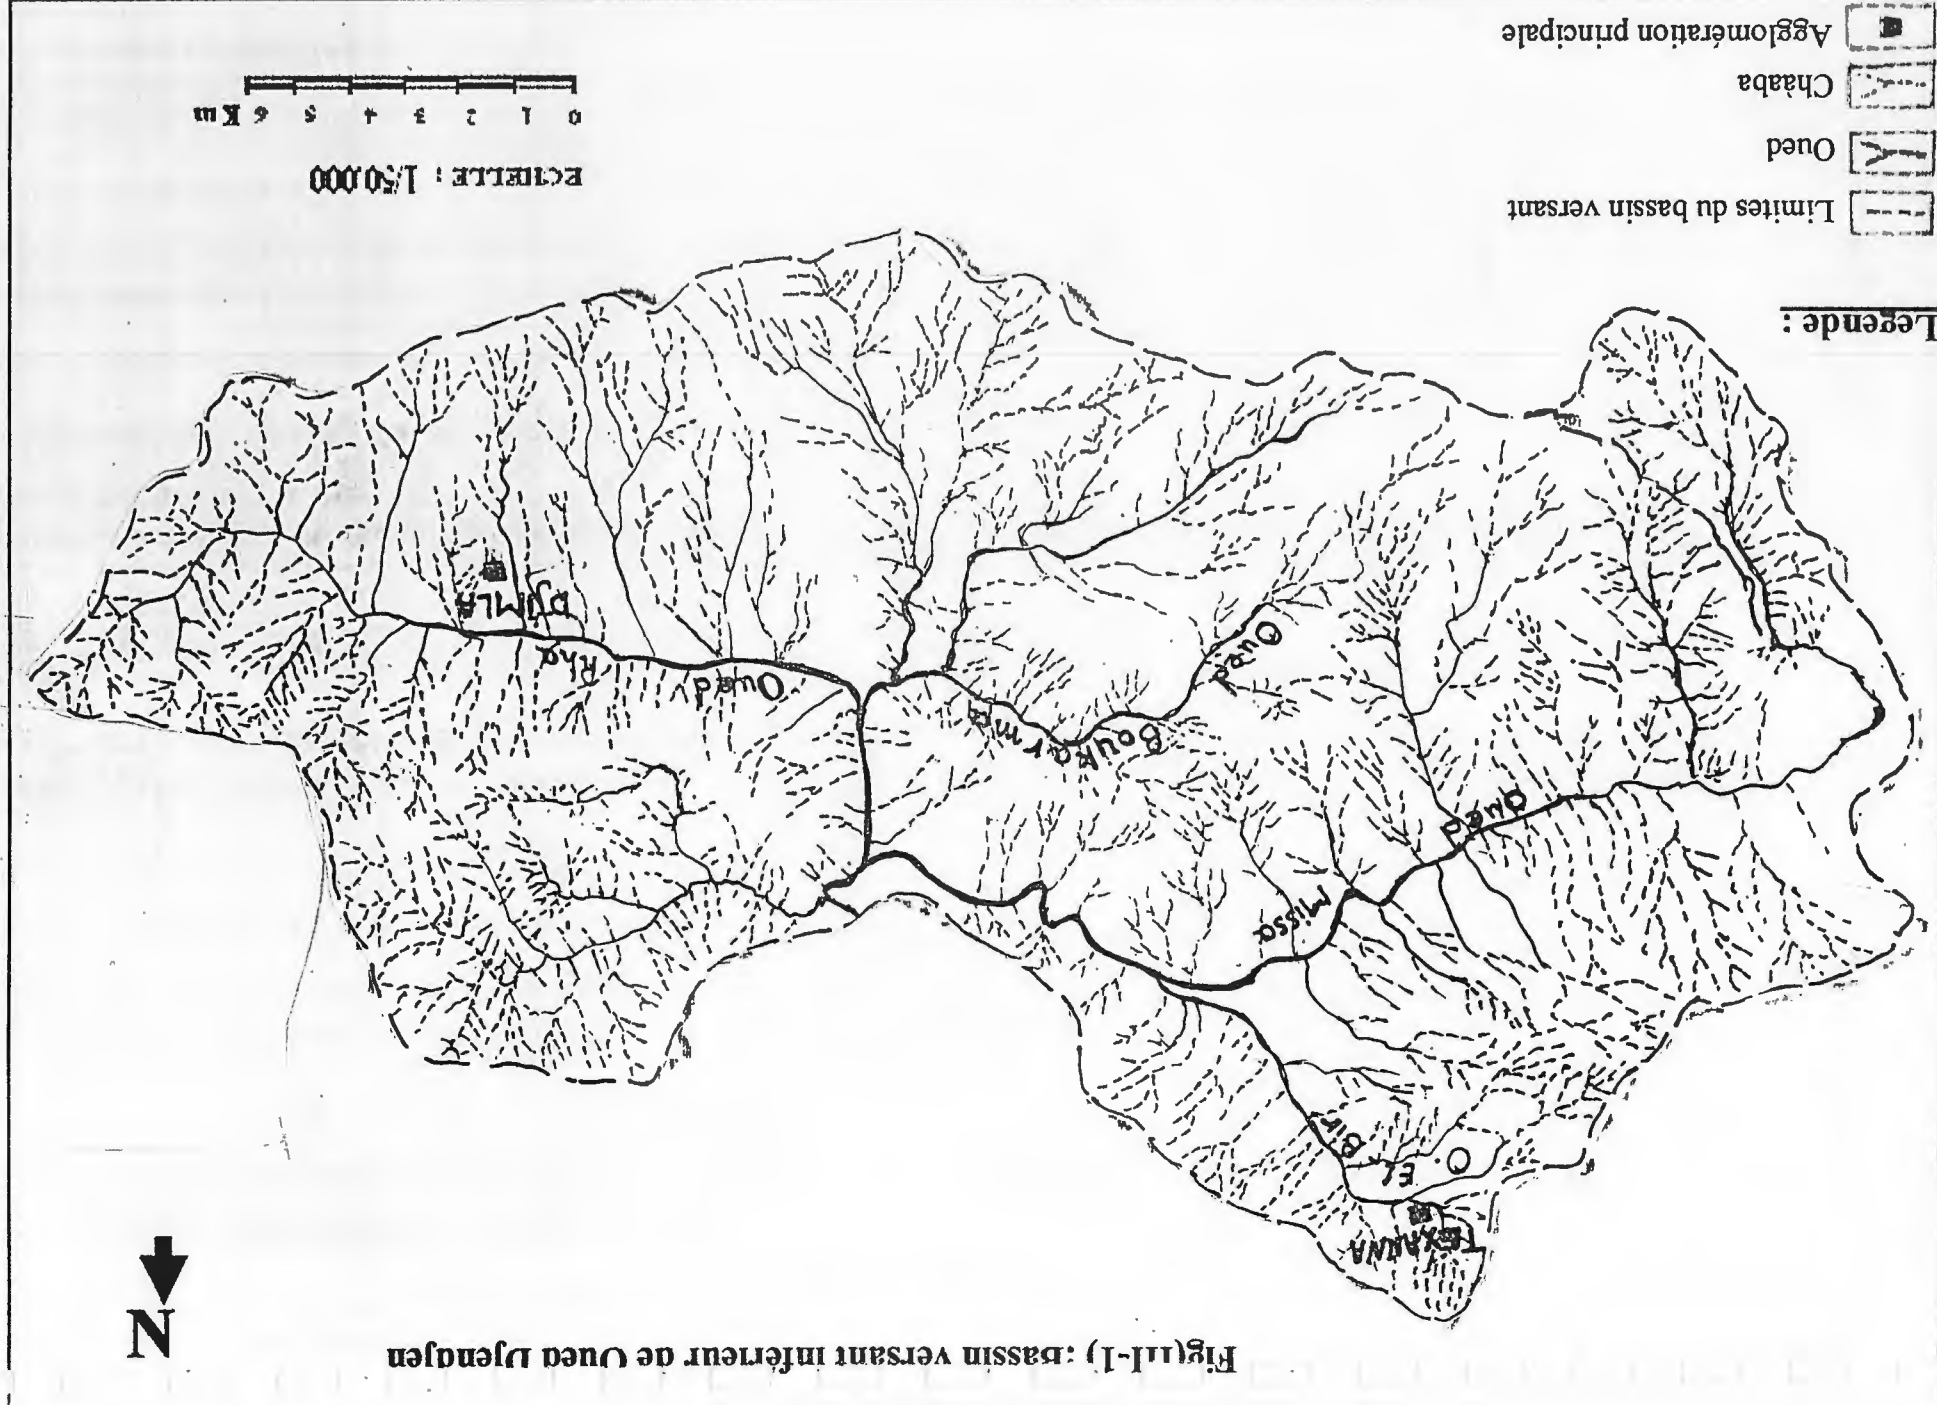 Fig(III-1) : Bassin versant inférieur de Oued Djendjen
N
TEXANNA
O. EL Bir
Oued Missa
Oued Boukarma
Oued Rha
DJIMLA
Legende :
Limites du bassin versant
Oued
Chàaba
Agglomération principale
ECHELLE : 1/50.000
0 1 2 3 4 5 6 Km